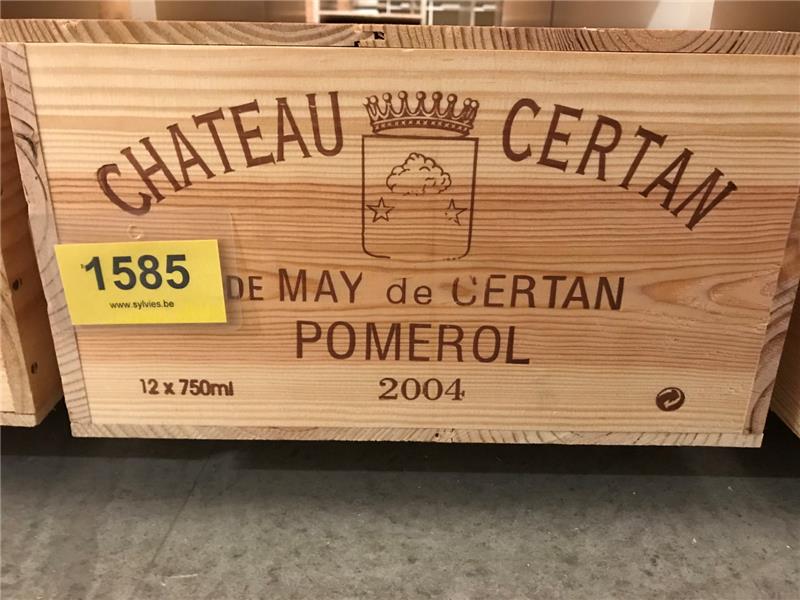 CHATEAU CERTAN
1585
www.sylvies.be
DE MAY de CERTAN
POMEROL
12 x 750ml
2004